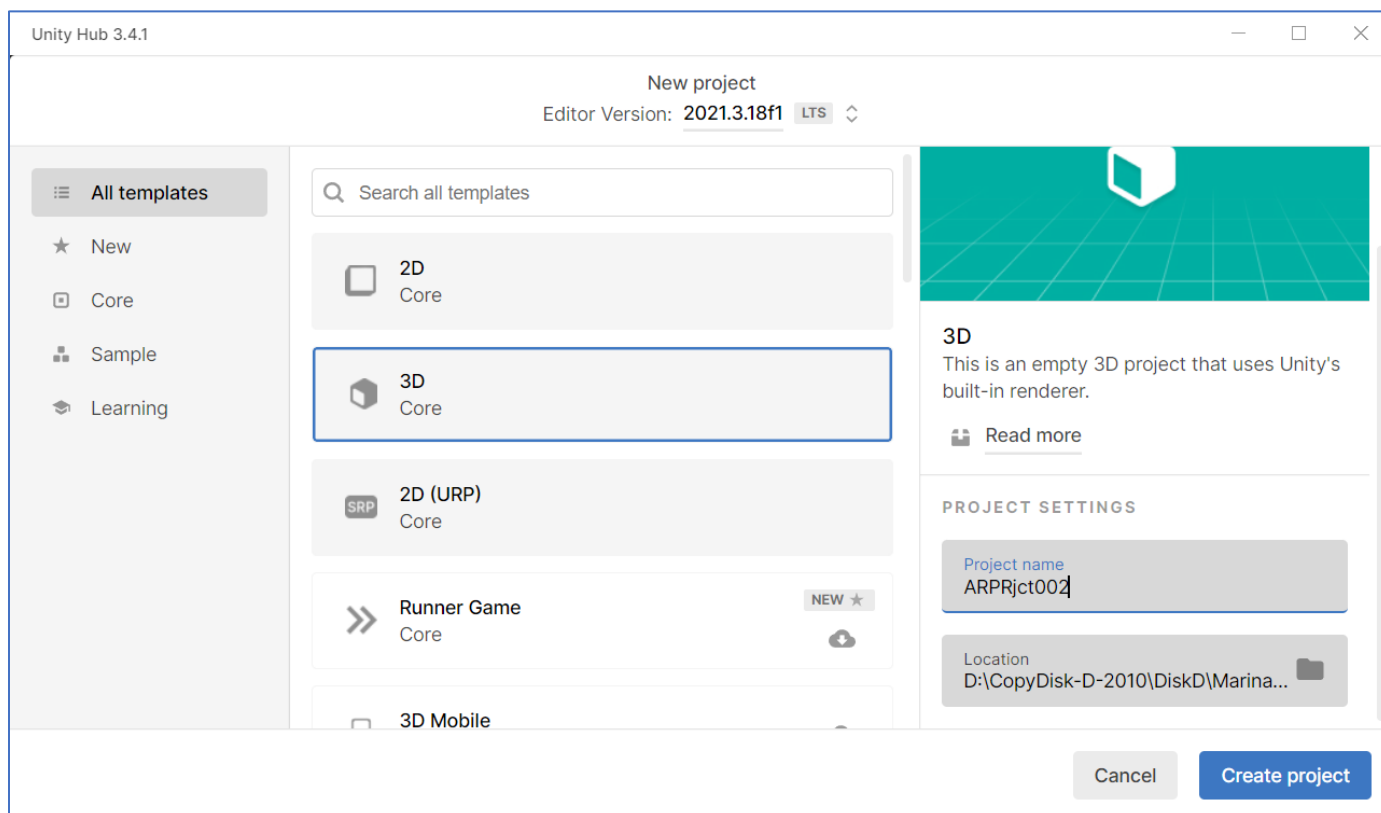 Unity Hub 3.4.1
New project
Editor Version: 2021.3.18f1 LTS
All templates
New
Core
Sample
Learning
Search all templates
2D
Core
3D
Core
SRP
2D (URP)
Core
Runner Game
Core
NEW
3D Mobile
3D
This is an empty 3D project that uses Unity's
built-in renderer.
Read more
PROJECT SETTINGS
Project name
ARPRjct002
Location
D:\CopyDisk-D-2010\DiskD\Marina...
Cancel
Create project